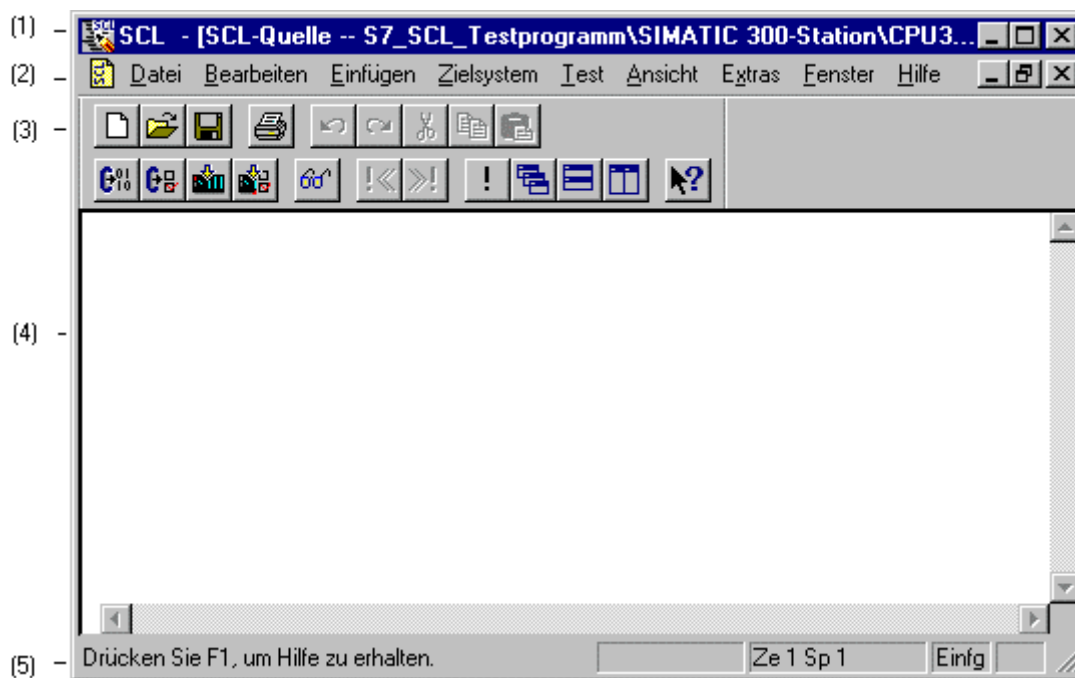 (1)
SCL - [SCL-Quelle -- S7_SCL_Testprogramm\SIMATIC 300-Station\CPU3...
(2)
Datei Bearbeiten Einfügen Zielsystem Test Ansicht Extras Fenster Hilfe
(3)
(4)
(5)
Drücken Sie F1, um Hilfe zu erhalten. Ze 1 Sp 1 Einfg